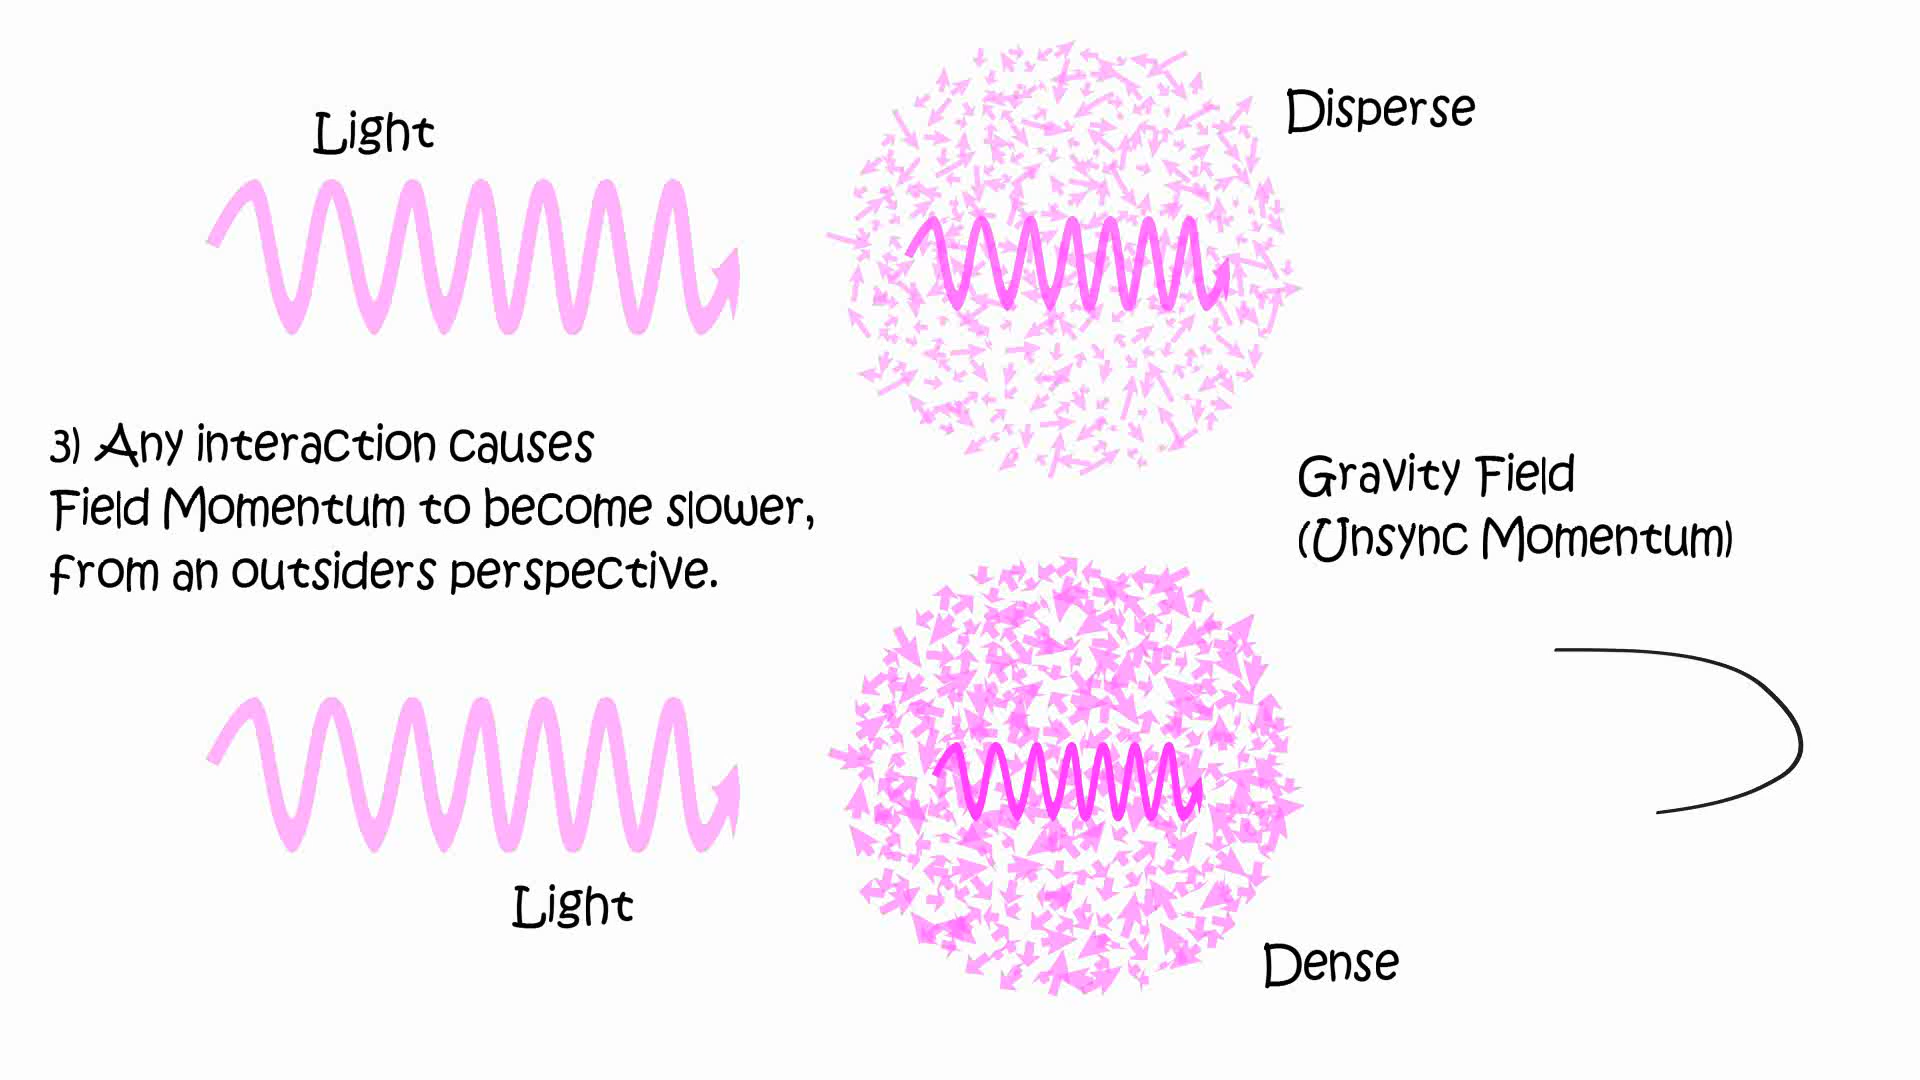 Light
Disperse
3) Any interaction causes
Field Momentum to become slower,
from an outsiders perspective.
Gravity Field
(Unsync Momentum)
Light
Dense